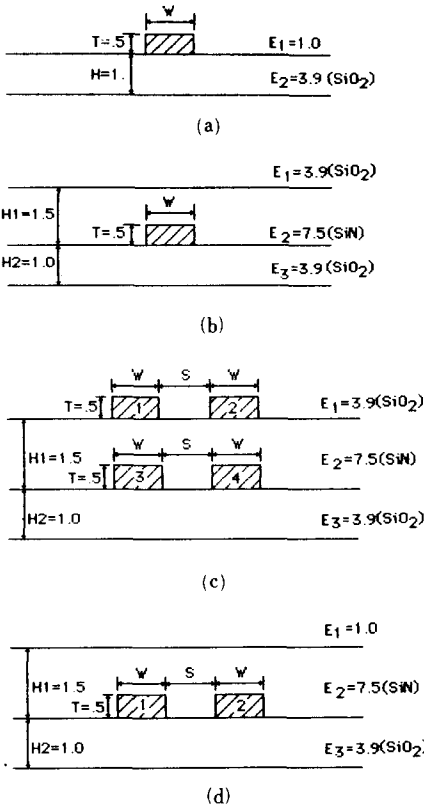 W
T=.5
E1=1.0
H=1.
E2=3.9(SiO2)
(a)
E1=3.9(SiO2)
H1=1.5
W
T=.5
E2=7.5(SiN)
H2=1.0
E3=3.9(SiO2)
(b)
W S W
T=.5 1 2 E1=3.9(SiO2)
H1=1.5
W S W
E2=7.5(SiN)
T=.5 3 4
H2=1.0
E3=3.9(SiO2)
(c)
E1=1.0
W S W
H1=1.5
E2=7.5(SiN)
T=.5 1 2
H2=1.0
E3=3.9(SiO2)
(d)